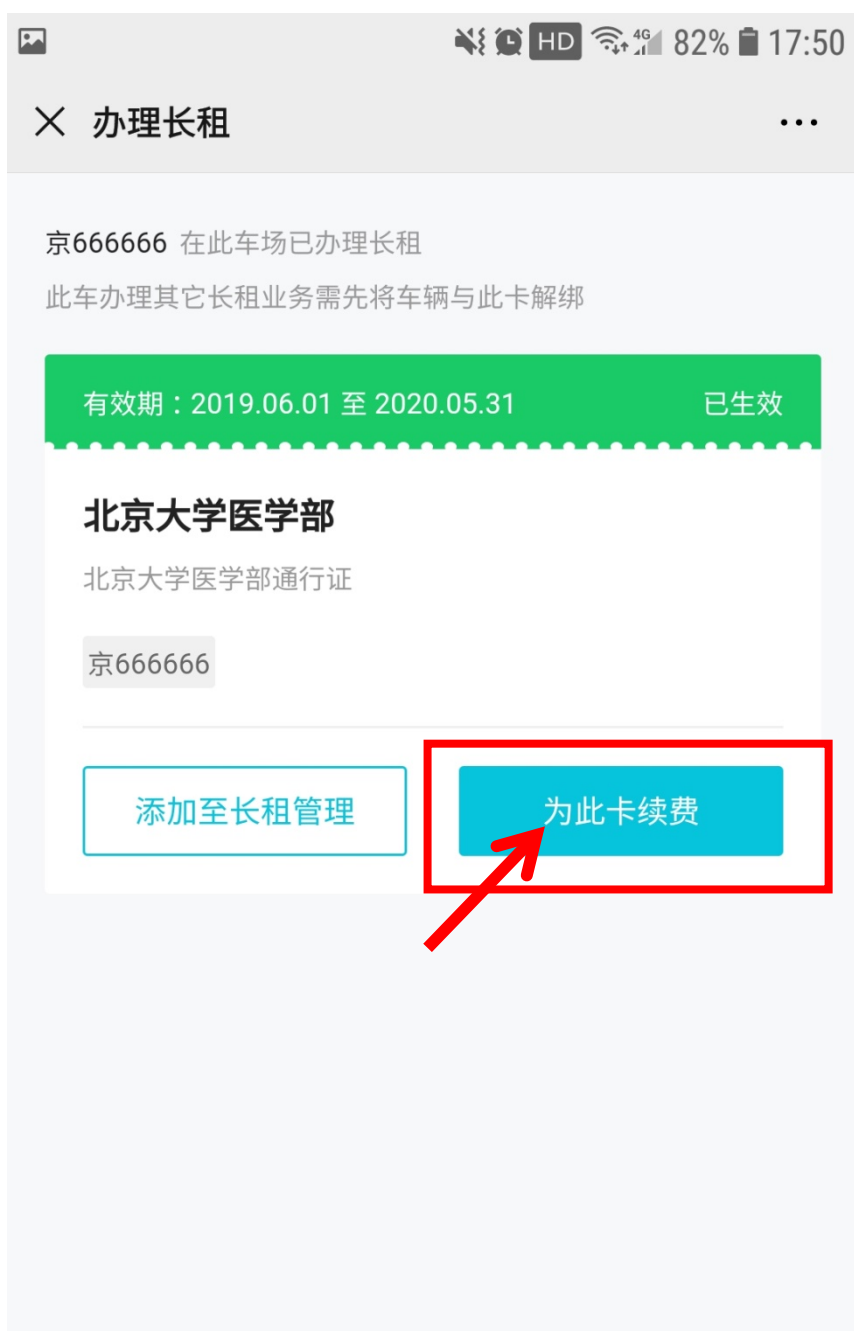 HD 4G 82% 17:50
办理长租
京666666 在此车场已办理长租
此车办理其它长租业务需先将车辆与此卡解绑
有效期：2019.06.01 至 2020.05.31 已生效
北京大学医学部
北京大学医学部通行证
京666666
添加至长租管理 为此卡续费